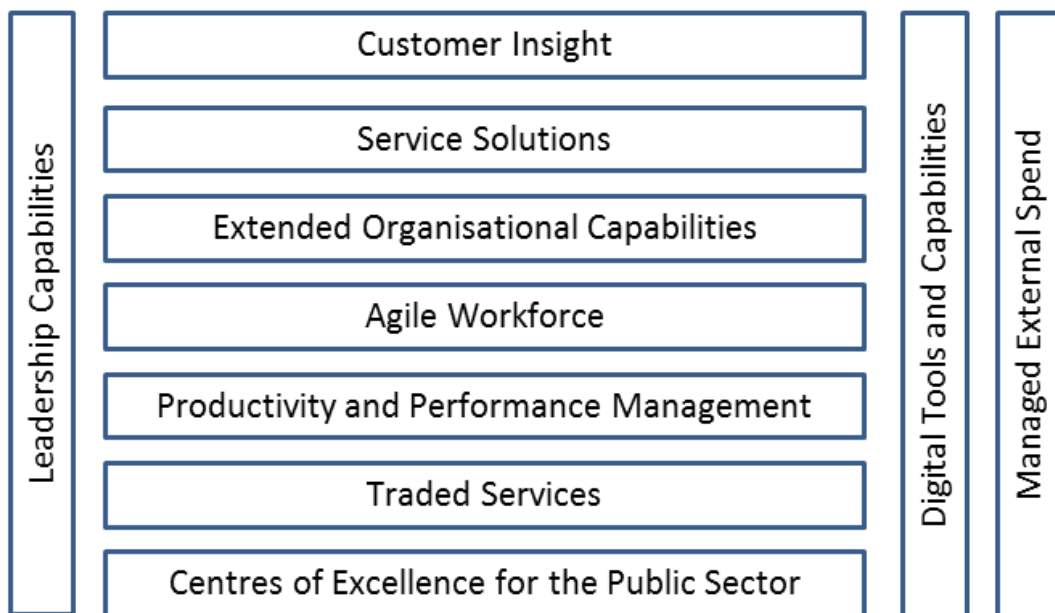 Leadership Capabilities
Customer Insight
Service Solutions
Extended Organisational Capabilities
Agile Workforce
Productivity and Performance Management
Traded Services
Centres of Excellence for the Public Sector
Digital Tools and Capabilities
Managed External Spend